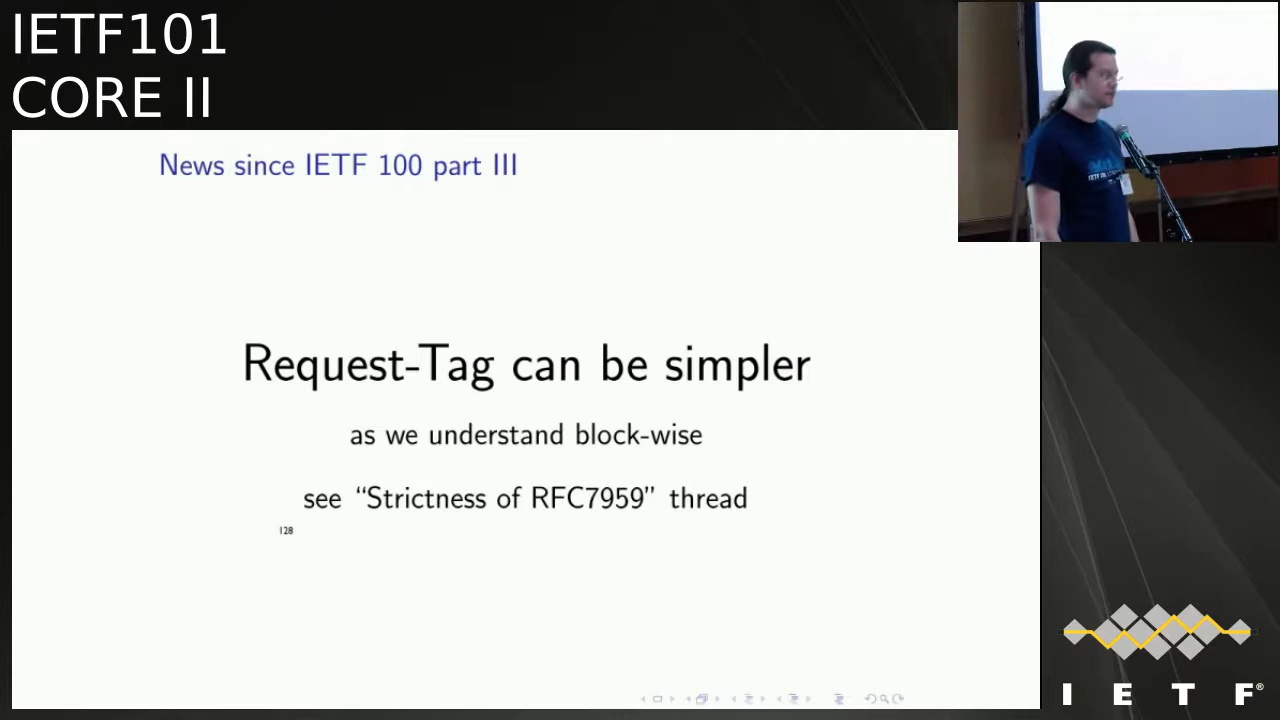 IETF101
CORE II
News since IETF 100 part III
Request-Tag can be simpler
as we understand block-wise
see “Strictness of RFC7959” thread
128
I E T F®